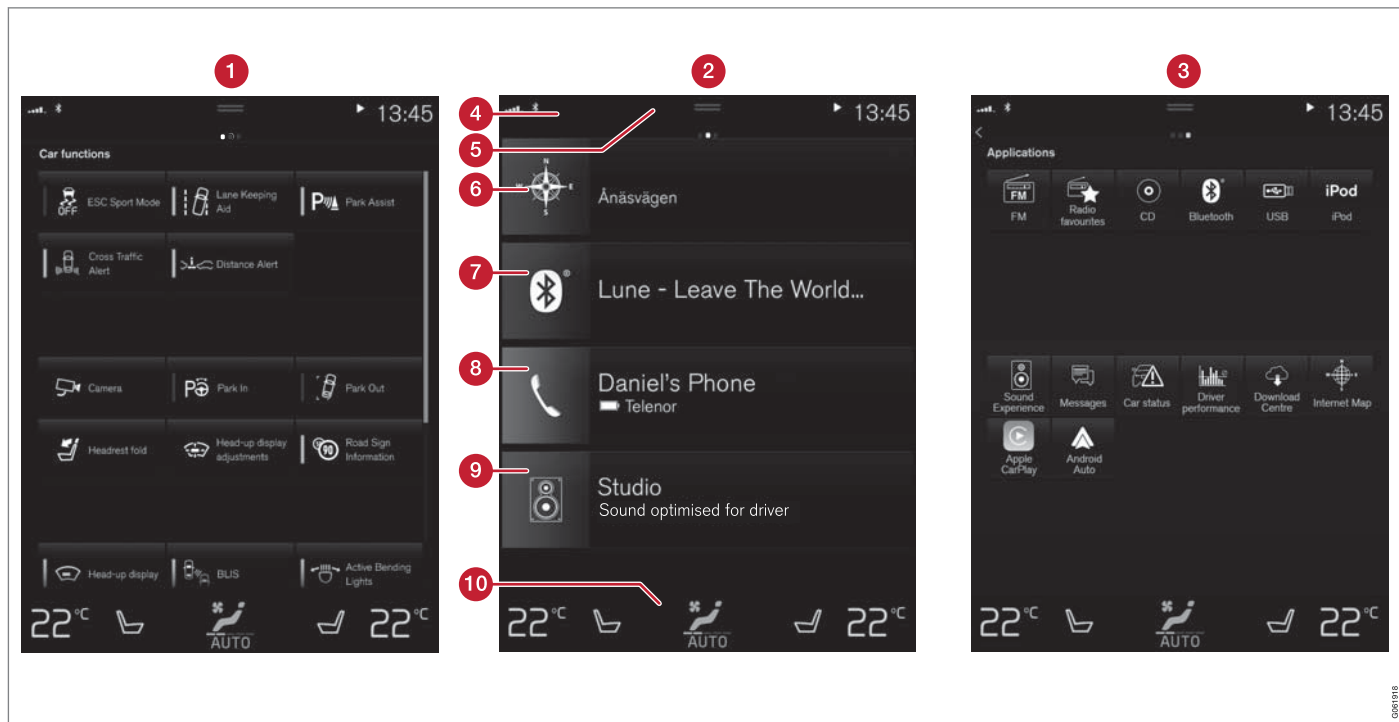 1
13:45
Car functions
OFF
ESC Sport Mode
Lane Keeping
Aid
P
Park Assist
Cross Traffic
Alert
Distance Alert
Camera
P
Park In
Park Out
Headrest fold
Head-up display
adjustments
90
Road Sign
Information
Head-up display
BLIS
Active Bending
Lights
22°C
AUTO
22°C
2
4
13:45
5
6
N
W
E
S
Ånäsvägen
7
®
Lune - Leave The World...
8
Daniel's Phone
Telenor
9
Studio
Sound optimised for driver
10
22°C
AUTO
22°C
3
13:45
Applications
FM
FM
Radio
favourites
CD
Bluetooth
USB
iPod
iPod
Sound
Experience
Messages
Car status
Driver
performance
Download
Centre
Internet Map
Apple
CarPlay
Android
Auto
22°C
AUTO
22°C
G061918